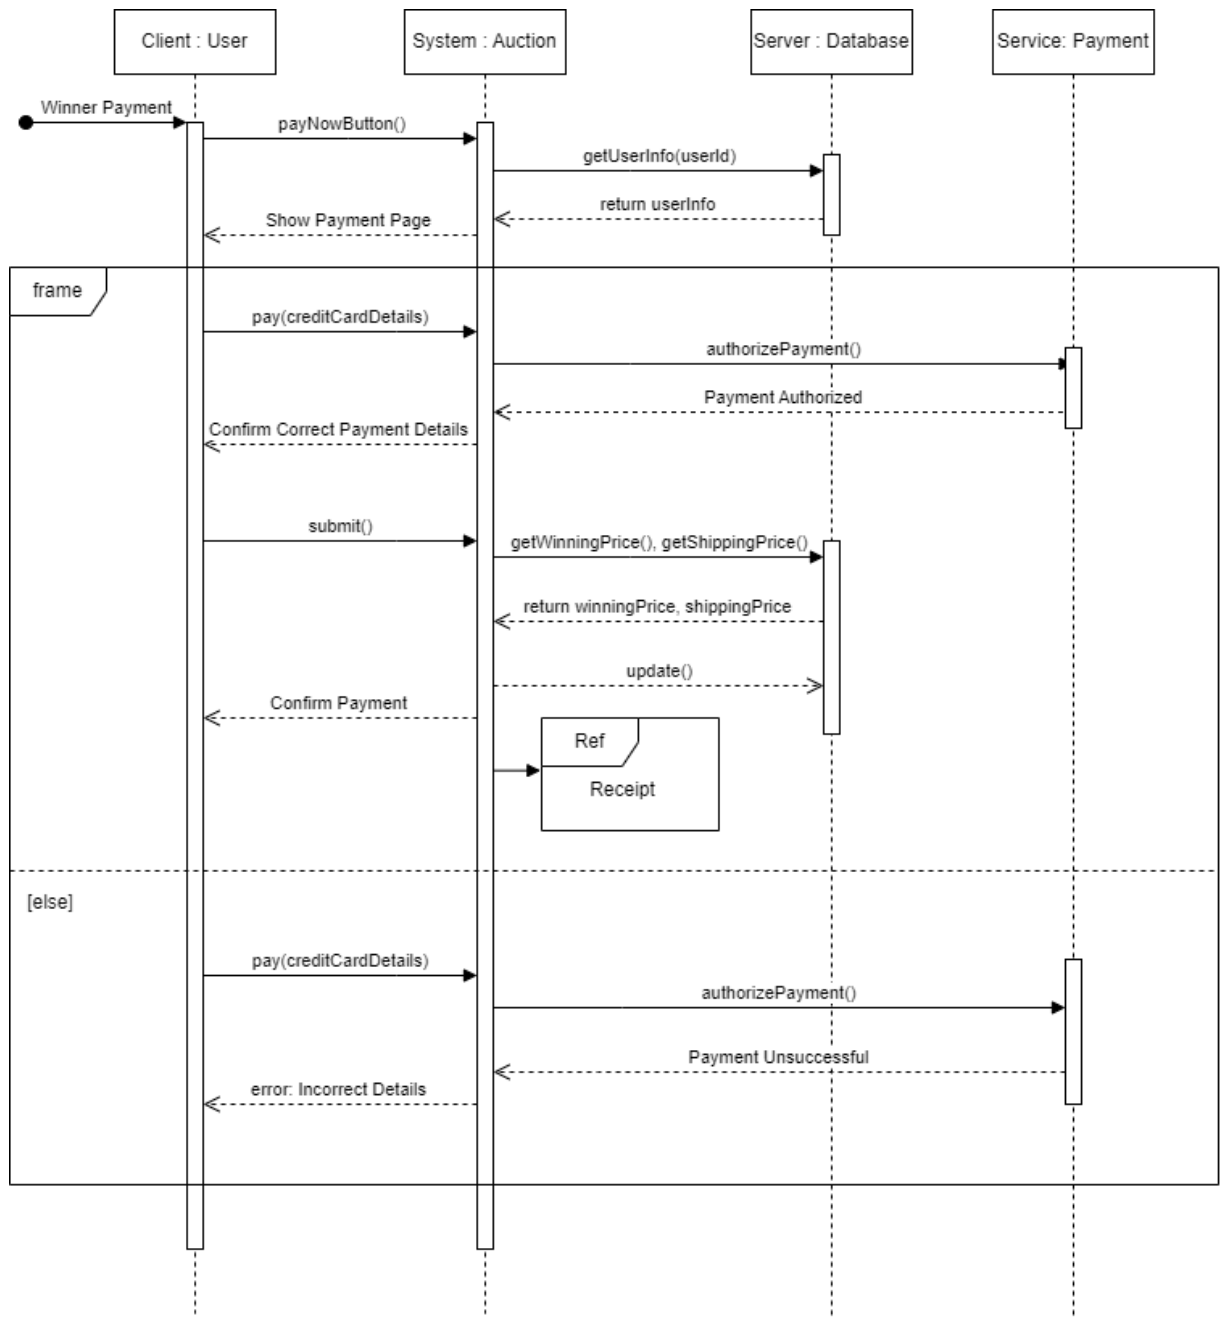 Client : User
System : Auction
Server : Database
Service: Payment
Winner Payment
payNowButton()
getUserInfo(userId)
return userInfo
Show Payment Page
frame
pay(creditCardDetails)
authorizePayment()
Payment Authorized
Confirm Correct Payment Details
submit()
getWinningPrice(), getShippingPrice()
return winningPrice, shippingPrice
update()
Confirm Payment
Ref
Receipt
[else]
pay(creditCardDetails)
authorizePayment()
Payment Unsuccessful
error: Incorrect Details